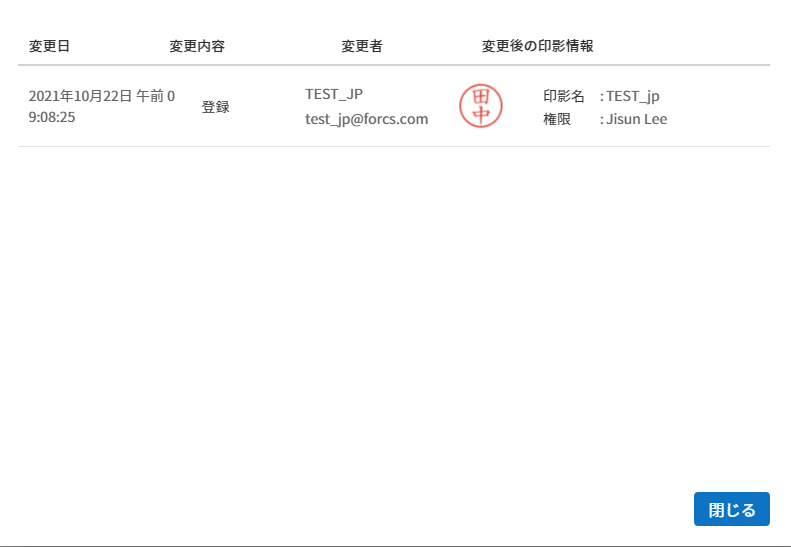 変更日 変更内容 変更者 変更後の印影情報
2021年10月22日 午前 0
9:08:25
登録
TEST_JP
test_jp@forcs.com
田
中
印影名 : TEST_jp
権限 : Jisun Lee
閉じる